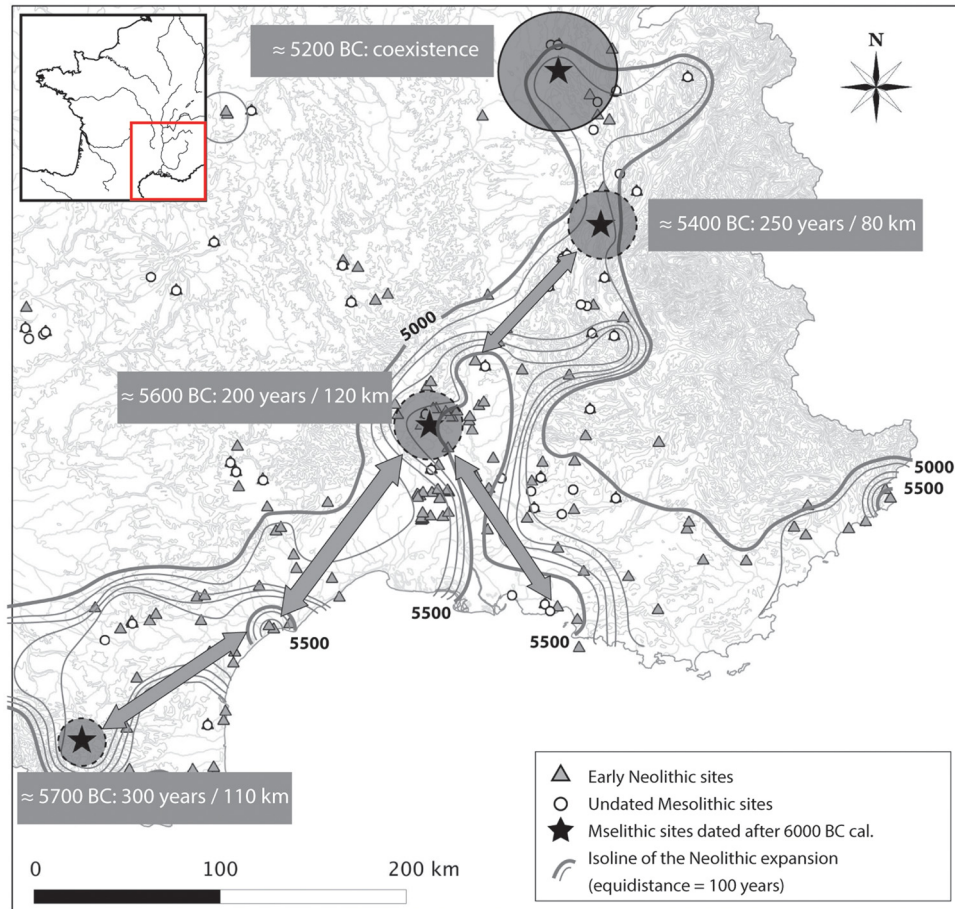 ≈ 5200 BC: coexistence
N
≈ 5400 BC: 250 years / 80 km
5000
≈ 5600 BC: 200 years / 120 km
5000
5500
5500
5500
5500
≈ 5700 BC: 300 years / 110 km
Early Neolithic sites
Undated Mesolithic sites
Mselithic sites dated after 6000 BC cal.
Isoline of the Neolithic expansion
(equidistance = 100 years)
0 100 200 km